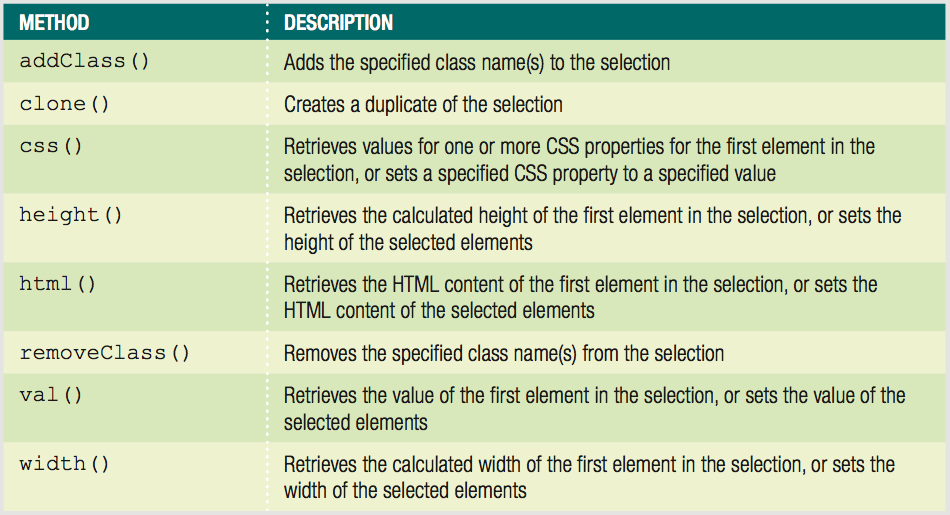 METHOD DESCRIPTION
addClass() Adds the specified class name(s) to the selection
clone() Creates a duplicate of the selection
css() Retrieves values for one or more CSS properties for the first element in the
selection, or sets a specified CSS property to a specified value
height() Retrieves the calculated height of the first element in the selection, or sets the
height of the selected elements
html() Retrieves the HTML content of the first element in the selection, or sets the
HTML content of the selected elements
removeClass() Removes the specified class name(s) from the selection
val() Retrieves the value of the first element in the selection, or sets the value of the
selected elements
width() Retrieves the calculated width of the first element in the selection, or sets the
width of the selected elements